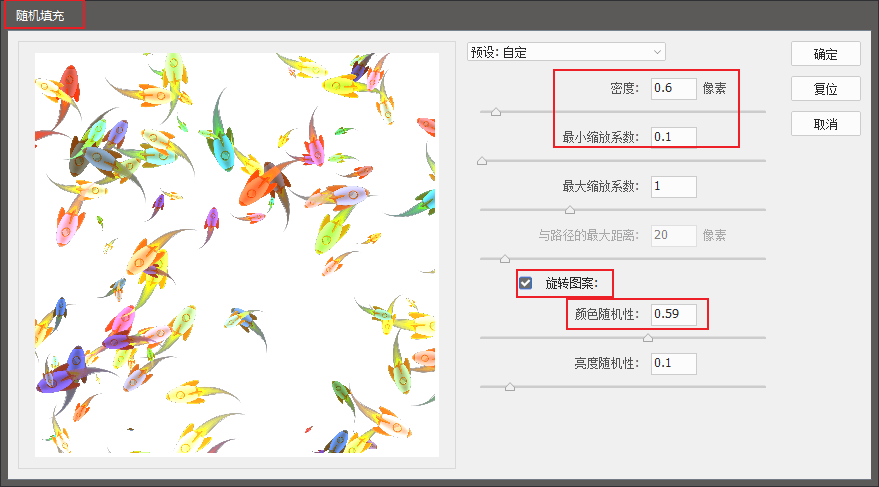 随机填充
预设: 自定
确定
密度: 0.6 像素
复位
取消
最小缩放系数: 0.1
最大缩放系数: 1
与路径的最大距离: 20 像素
旋转图案:
颜色随机性: 0.59
亮度随机性: 0.1